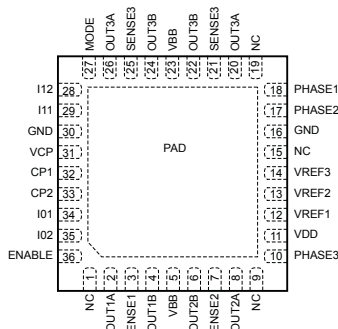 MODE
OUT3A
SENSE3
OUT3B
VBB
OUT3B
SENSE3
OUT3A
NC
27
26
25
24
23
22
21
20
19
I12 28
I11 29
GND 30
VCP 31
CP1 32
CP2 33
I01 34
I02 35
ENABLE 36
PAD
18 PHASE1
17 PHASE2
16 GND
15 NC
14 VREF3
13 VREF2
12 VREF1
11 VDD
10 PHASE3
1
2
3
4
5
6
7
8
9
NC
OUT1A
SENSE1
OUT1B
VBB
OUT2B
SENSE2
OUT2A
NC